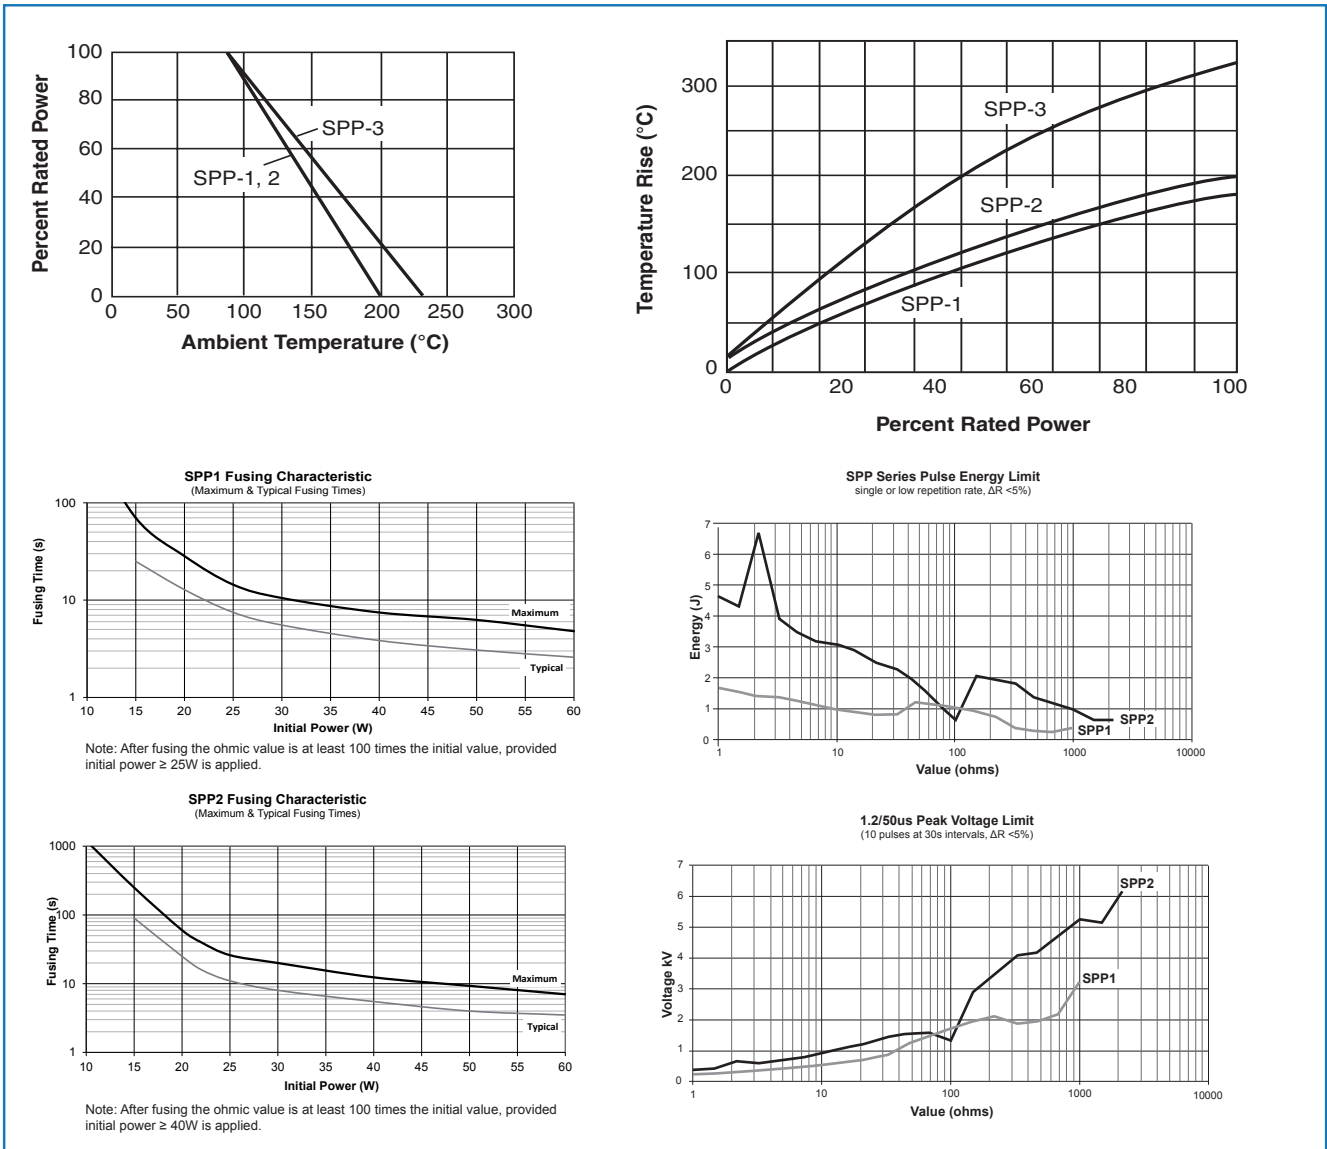 100
80
60
40
20
0
Percent Rated Power
SPP-3
SPP-1, 2
0 50 100 150 200 250 300
Ambient Temperature (°C)
300
200
100
0
Temperature Rise (°C)
SPP-3
SPP-2
SPP-1
0 20 40 60 80 100
Percent Rated Power
SPP1 Fusing Characteristic
(Maximum & Typical Fusing Times)
100
10
1
Fusing Time (s)
Maximum
Typical
10 15 20 25 30 35 40 45 50 55 60
Initial Power (W)
Note: After fusing the ohmic value is at least 100 times the initial value, provided
initial power ≥ 25W is applied.
SPP Series Pulse Energy Limit
single or low repetition rate, ΔR <5%)
7
6
5
4
3
2
1
0
Energy (J)
SPP2
SPP1
1 10 100 1000 10000
Value (ohms)
SPP2 Fusing Characteristic
(Maximum & Typical Fusing Times)
1000
100
10
1
Fusing Time (s)
Maximum
Typical
10 15 20 25 30 35 40 45 50 55 60
Initial Power (W)
Note: After fusing the ohmic value is at least 100 times the initial value, provided
initial power ≥ 40W is applied.
1.2/50us Peak Voltage Limit
(10 pulses at 30s intervals, ΔR <5%)
7
6
5
4
3
2
1
0
Voltage kV
SPP2
SPP1
1 10 100 1000 10000
Value (ohms)